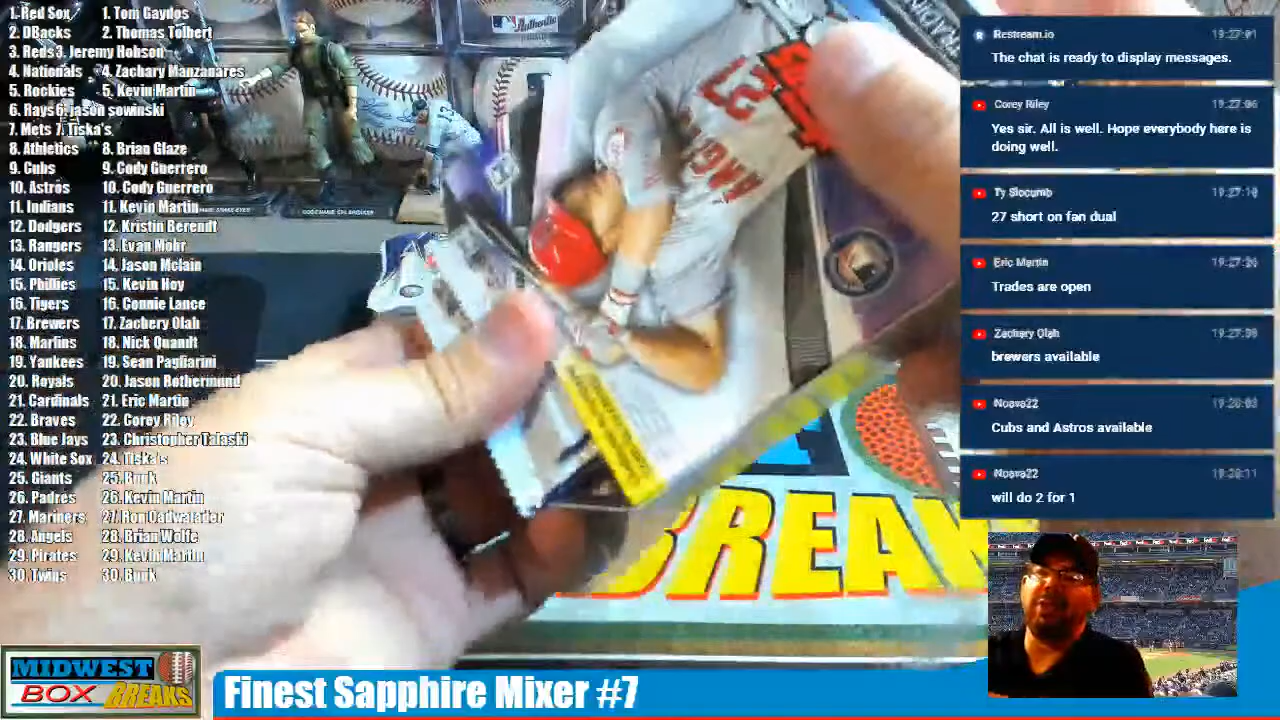 1. Red Sox 1. Tom Gaydos
2. DBacks 2. Thomas Tolbert
3. Reds 3. Jeremy Hobson
4. Nationals 4. Zachary Manzanares
5. Rockies 5. Kevin Martin
6. Rays 6. jason sowinski
7. Mets 7. Tiska's
8. Athletics 8. Brian Glaze
9. Cubs 9. Cody Guerrero
10. Astros 10. Cody Guerrero
11. Indians 11. Kevin Martin
12. Dodgers 12. Kristin Berendt
13. Rangers 13. Evan Mohr
14. Orioles 14. Jason Mclain
15. Phillies 15. Kevin Hoy
16. Tigers 16. Connie Lance
17. Brewers 17. Zachery Olah
18. Marlins 18. Nick Quandt
19. Yankees 19. Sean Pagliarini
20. Royals 20. Jason Rothermund
21. Cardinals 21. Eric Martin
22. Braves 22. Corey Riley
23. Blue Jays 23. Christopher Talaski
24. White Sox 24. Tiska's
25. Giants 25. Bunk
26. Padres 26. Kevin Martin
27. Mariners 27. Ron Cadwalader
28. Angels 28. Brian Wolfe
29. Pirates 29. Kevin Martin
30. Twins 30. Bunk
Authentic
27
BREAK
Restream.io 19:27:01
The chat is ready to display messages.
Corey Riley 19:27:06
Yes sir. All is well. Hope everybody here is
doing well.
Ty Slocumb 19:27:18
27 short on fan dual
Eric Martin 19:27:26
Trades are open
Zachery Olah 19:27:38
brewers available
Noava22 19:28:03
Cubs and Astros available
Noava22 19:28:11
will do 2 for 1
MIDWEST
BOX BREAKS
Finest Sapphire Mixer #7